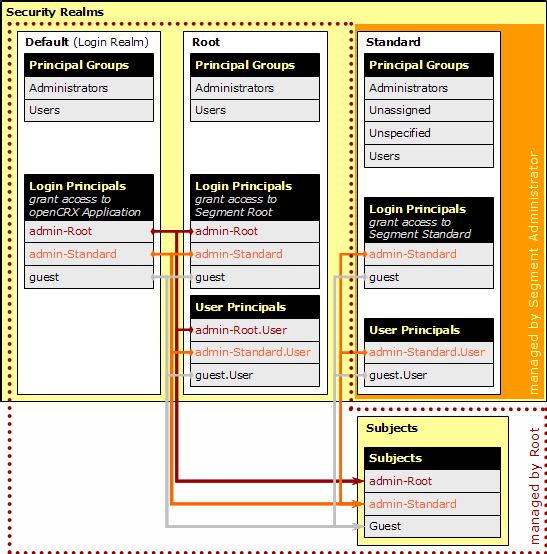 Security Realms
Default (Login Realm)
Principal Groups
Administrators
Users
Login Principals
grant access to
openCRX Application
admin-Root
admin-Standard
guest
Root
Principal Groups
Administrators
Users
Login Principals
grant access to
Segment Root
admin-Root
admin-Standard
guest
User Principals
admin-Root.User
admin-Standard.User
guest.User
Standard
Principal Groups
Administrators
Unassigned
Unspecified
Users
Login Principals
grant access to
Segment Standard
admin-Standard
guest
User Principals
admin-Standard.User
guest.User
managed by Segment Administrator
Subjects
Subjects
admin-Root
admin-Standard
Guest
managed by Root